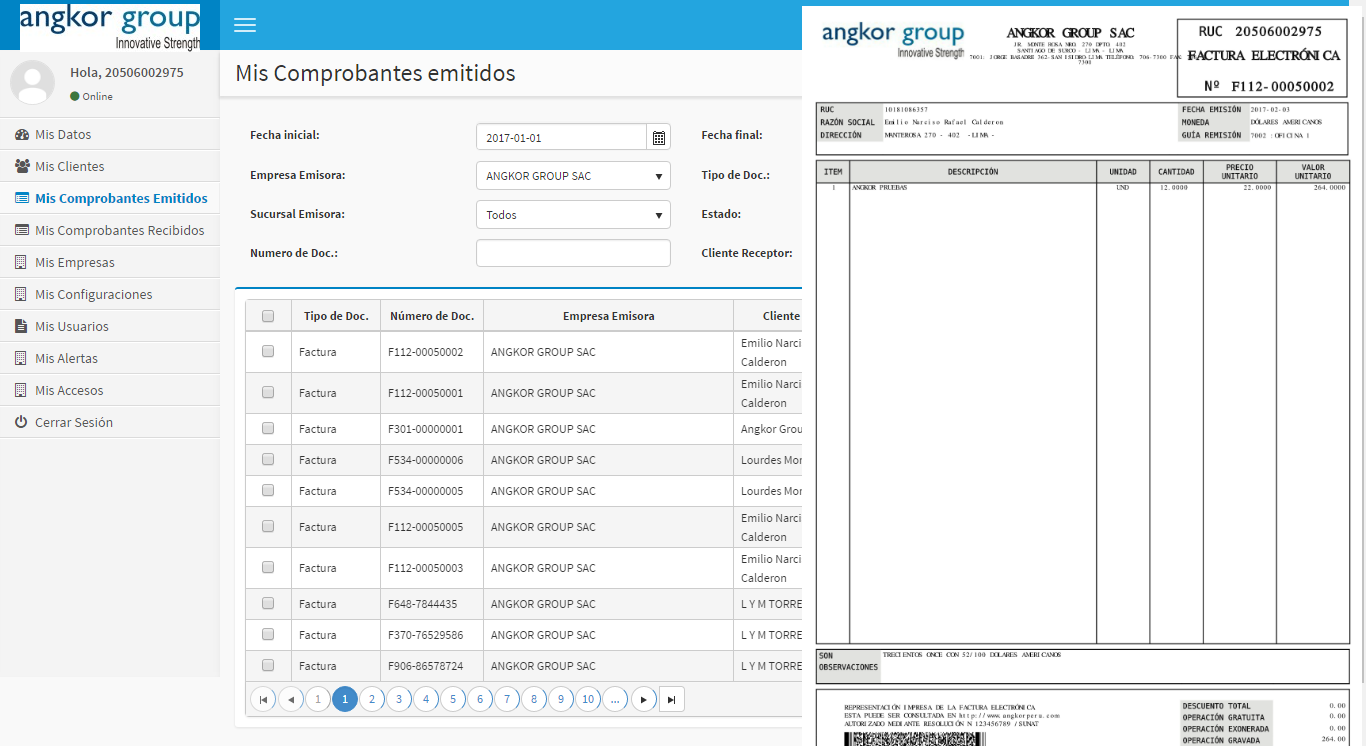 angkor group
Innovative Strength
Hola, 20506002975
Online
Mis Datos
Mis Clientes
Mis Comprobantes Emitidos
Mis Comprobantes Recibidos
Mis Empresas
Mis Configuraciones
Mis Usuarios
Mis Alertas
Mis Accesos
Cerrar Sesión
Mis Comprobantes emitidos
Fecha inicial: 2017-01-01 Fecha final:
Empresa Emisora: ANGKOR GROUP SAC Tipo de Doc.:
Sucursal Emisora: Todos Estado:
Numero de Doc.: Cliente Receptor:
Tipo de Doc. Número de Doc. Empresa Emisora Cliente
Factura F112-00050002 ANGKOR GROUP SAC Emilio Narci
Calderon
Factura F112-00050001 ANGKOR GROUP SAC Emilio Narci
Calderon
Factura F301-00000001 ANGKOR GROUP SAC Angkor Grou
Factura F534-00000006 ANGKOR GROUP SAC Lourdes Mor
Factura F534-00000005 ANGKOR GROUP SAC Lourdes Mor
Factura F112-00050005 ANGKOR GROUP SAC Emilio Narci
Calderon
Factura F112-00050003 ANGKOR GROUP SAC Emilio Narci
Calderon
Factura F648-7844435 ANGKOR GROUP SAC L Y M TORRE
Factura F370-76529586 ANGKOR GROUP SAC L Y M TORRE
Factura F906-86578724 ANGKOR GROUP SAC L Y M TORRE
1 1 2 3 4 5 6 7 8 9 10 ...
angkor group
Innovative Strength
ANGKOR GROUP SAC
JR. MONTE ROSA NRO. 270 DPTO. 402
SANTIAGO DE SURCO - LIMA - LIMA
7001: JORGE BASADRE 362-SAN ISIDRO LIMA TELÉFONO: 706-7300 FAX:
7301
RUC 20506002975
FACTURA ELECTRÓNICA
Nº F112-00050002
RUC 10181086357
RAZÓN SOCIAL Emilio Narciso Rafael Calderon
DIRECCIÓN MANTEROSA 270 - 402 -LIMA-
FECHA EMISIÓN 2017-02-03
MONEDA DÓLARES AMERICANOS
GUÍA REMISIÓN 7002 :OFICINA 1
ITEM DESCRIPCIÓN UNIDAD CANTIDAD PRECIO UNITARIO VALOR UNITARIO
1 ANGKOR PRUEBAS UND 12.0000 22.0000 264.0000
SON TRECIENTOS ONCE CON 52/100 DOLARES AMERICANOS
OBSERVACIONES
REPRESENTACIÓN IMPRESA DE LA FACTURA ELECTRÓNICA
ESTA PUEDE SER CONSULTADA EN http://www.angkorperu.com
AUTORIZADO MEDIANTE RESOLUCIÓN N 123456789 /SUNAT
DESCUENTO TOTAL 0.00
OPERACIÓN GRATUITA 0.00
OPERACIÓN EXONERADA 0.00
OPERACIÓN GRAVADA 264.00